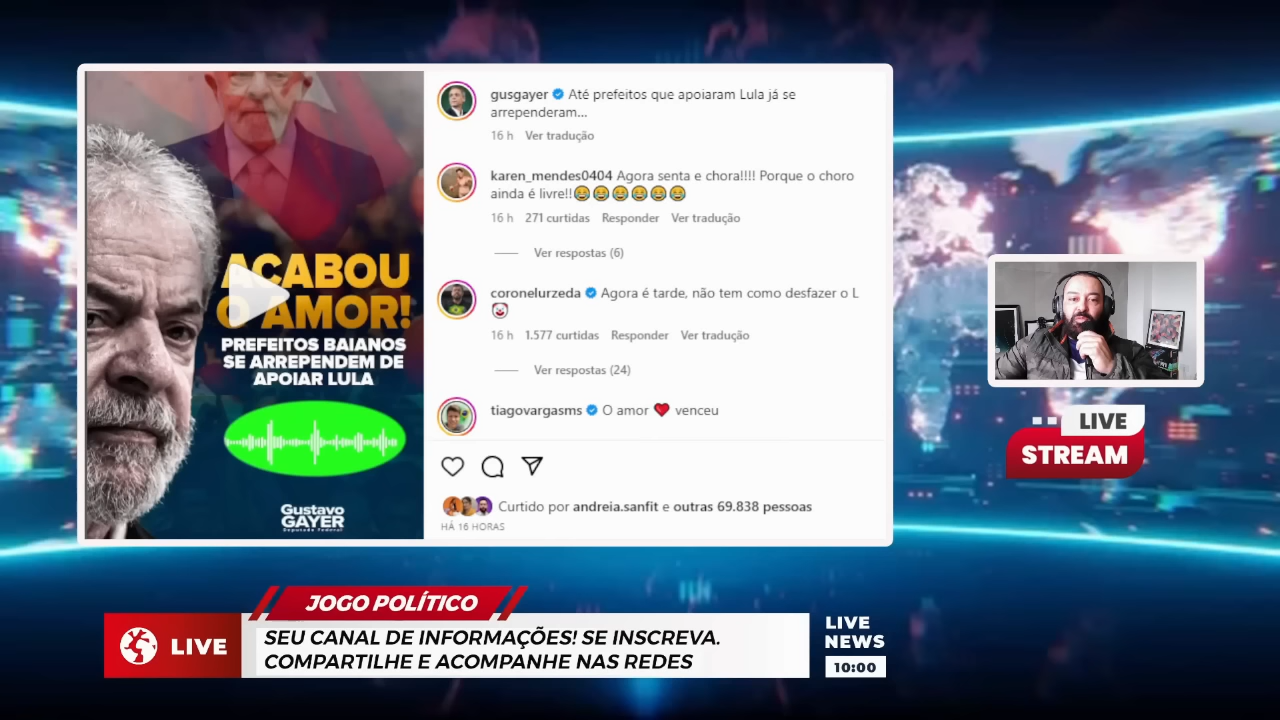 ACABOU
O AMOR!
PREFEITOS BAIANOS
SE ARREPENDEM DE
APOIAR LULA
Gustavo
GAYER
Deputado Federal
gusgayer Até prefeitos que apoiaram Lula já se
arrependeram...
16 h Ver tradução
karen_mendes0404 Agora senta e chora!!!! Porque o choro
ainda é livre!!😂😂😂😂😂😂
16 h 271 curtidas Responder Ver tradução
Ver respostas (6)
coronelurzeda Agora é tarde, não tem como desfazer o L
🤡
16 h 1.577 curtidas Responder Ver tradução
Ver respostas (24)
tiagovargasms O amor ❤️ venceu
Curtido por andreia.sanfit e outras 69.838 pessoas
HÁ 16 HORAS
LIVE
STREAM
JOGO POLÍTICO
LIVE
SEU CANAL DE INFORMAÇÕES! SE INSCREVA.
COMPARTILHE E ACOMPANHE NAS REDES
LIVE
NEWS
10:00